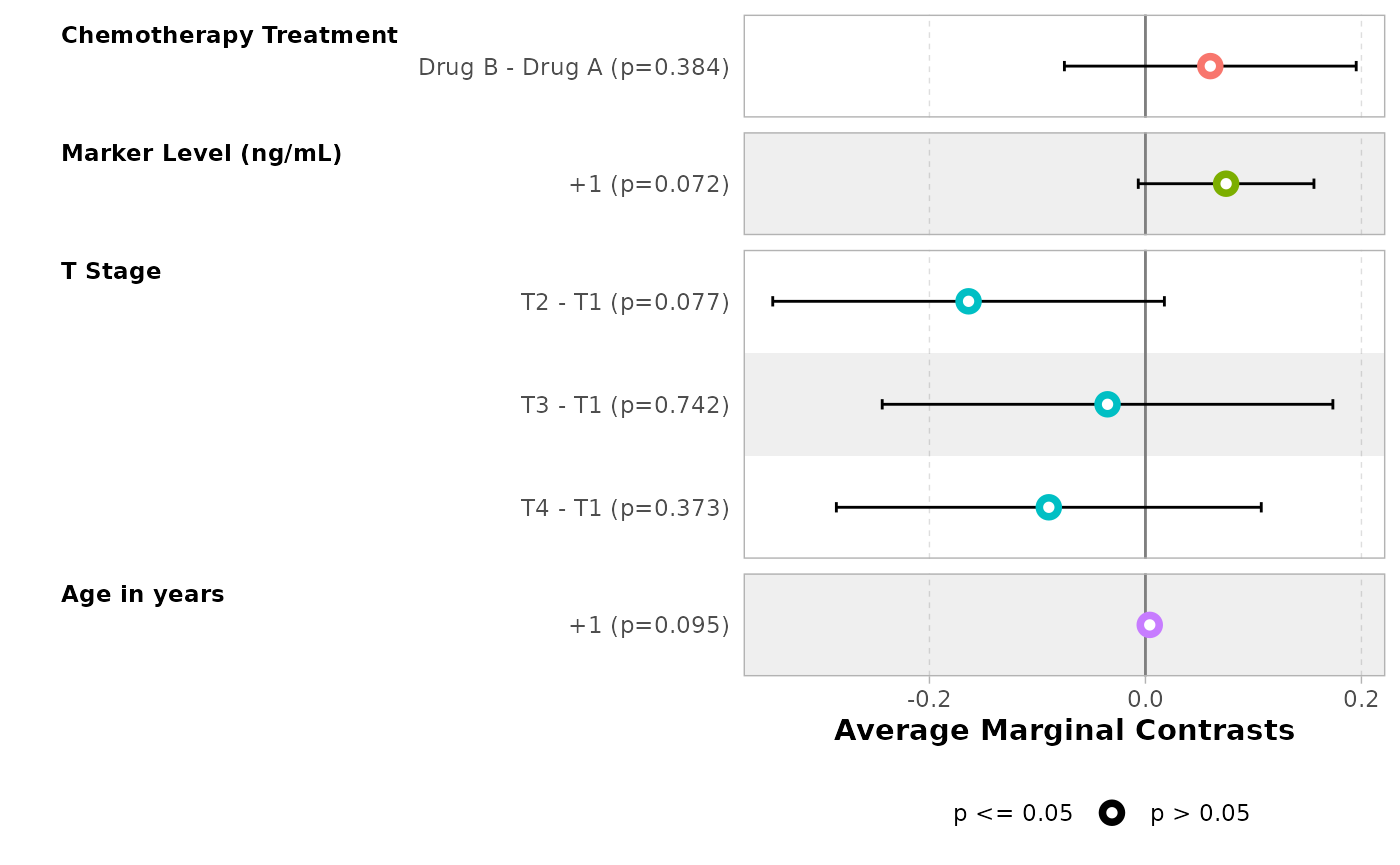 Chemotherapy Treatment
Drug B - Drug A (p=0.384)
Marker Level (ng/mL)
+1 (p=0.072)
T Stage
T2 - T1 (p=0.077)
T3 - T1 (p=0.742)
T4 - T1 (p=0.373)
Age in years
+1 (p=0.095)
-0.2 0.0 0.2
Average Marginal Contrasts
p <= 0.05 p > 0.05